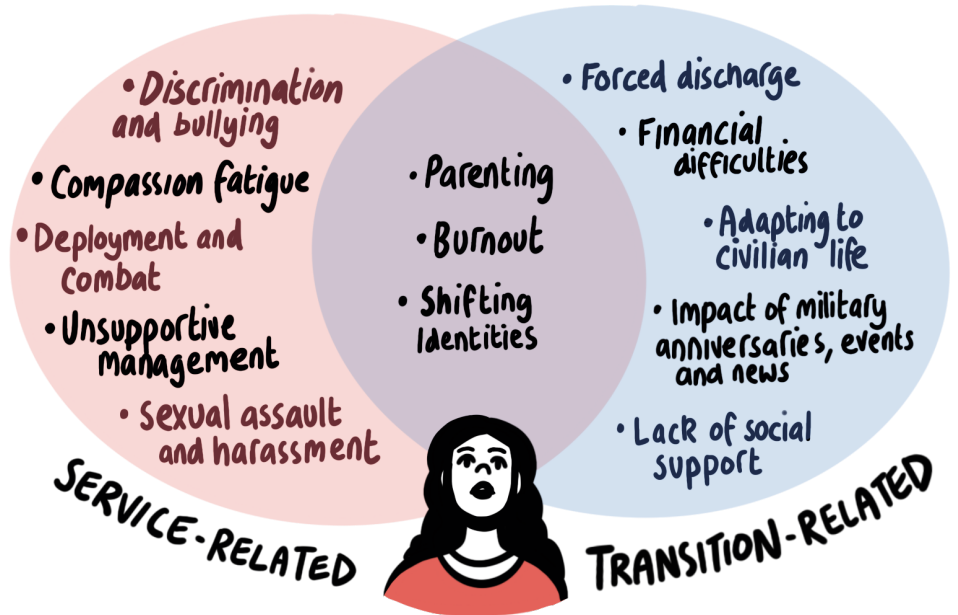 • Discrimination
and bullying
• Compassion fatigue
• Deployment and
combat
• Unsupportive
management
• Sexual assault
and harassment
• Parenting
• Burnout
• Shifting
Identities
• Forced discharge
• Financial
difficulties
• Adapting to
civilian life
• Impact of military
anniversaries, events
and news
• Lack of social
support
SERVICE-RELATED
TRANSITION-RELATED